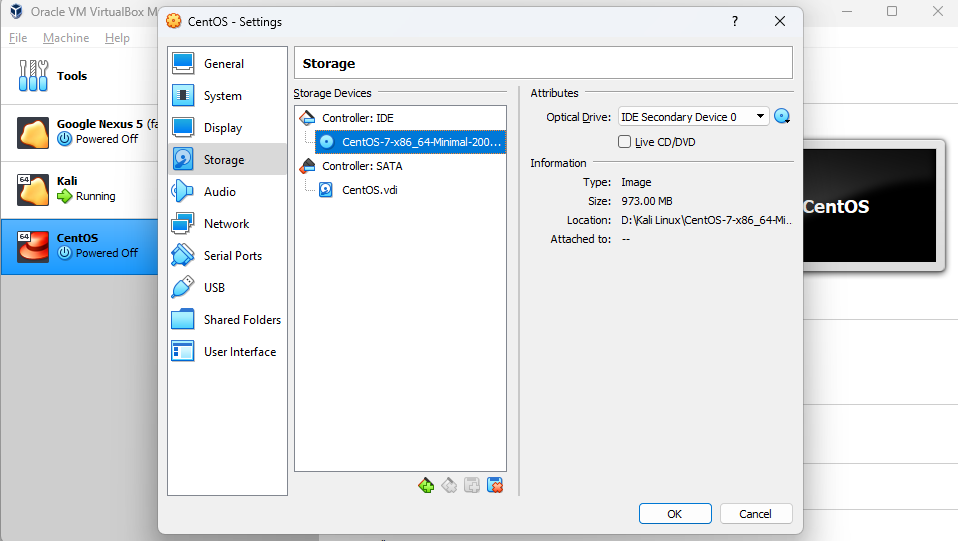 Oracle VM VirtualBox M
File Machine Help
Tools
Google Nexus 5 (fa
Powered Off
64
Kali
Running
64
CentOS
Powered Off
CentOS - Settings
?
General
System
Display
Storage
Audio
Network
Serial Ports
USB
Shared Folders
User Interface
Storage
Storage Devices
Controller: IDE
CentOS-7-x86_64-Minimal-200...
Controller: SATA
CentOS.vdi
Attributes
Optical Drive: IDE Secondary Device 0
Live CD/DVD
Information
Type: Image
Size: 973.00 MB
Location: D:\Kali Linux\CentOS-7-x86_64-Mi..
Attached to: --
OK
Cancel
CentOS